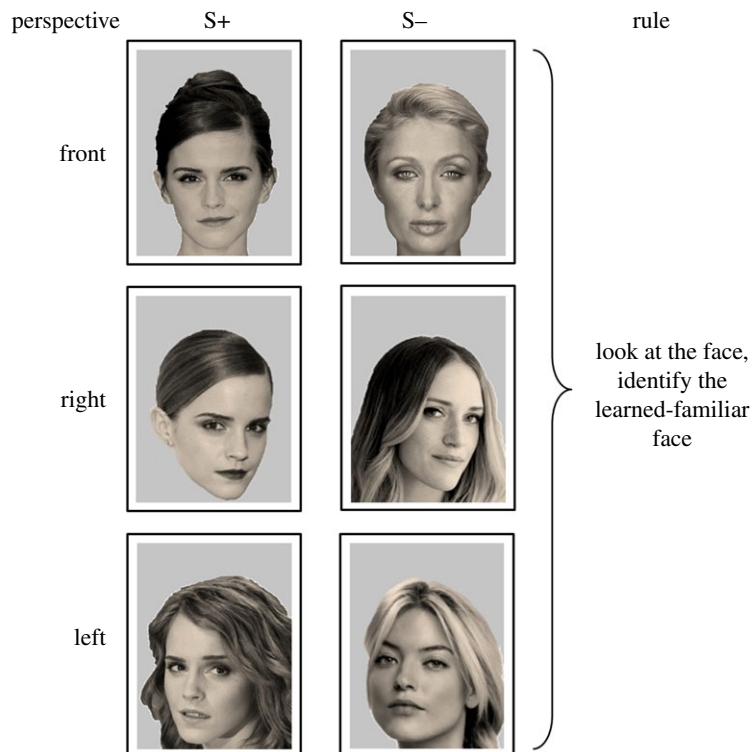 perspective S+ S– rule
front
right
look at the face,
identify the
learned-familiar
face
left